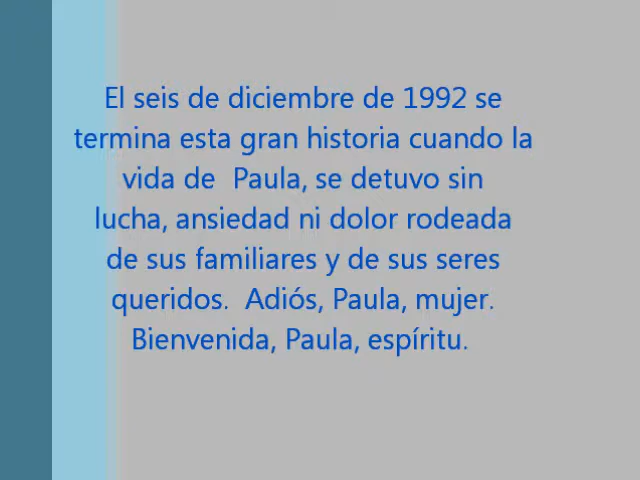 El seis de diciembre de 1992 se
termina esta gran historia cuando la
vida de  Paula, se detuvo sin
lucha, ansiedad ni dolor rodeada
de sus familiares y de sus seres
queridos.  Adiós, Paula, mujer.
Bienvenida, Paula, espíritu.